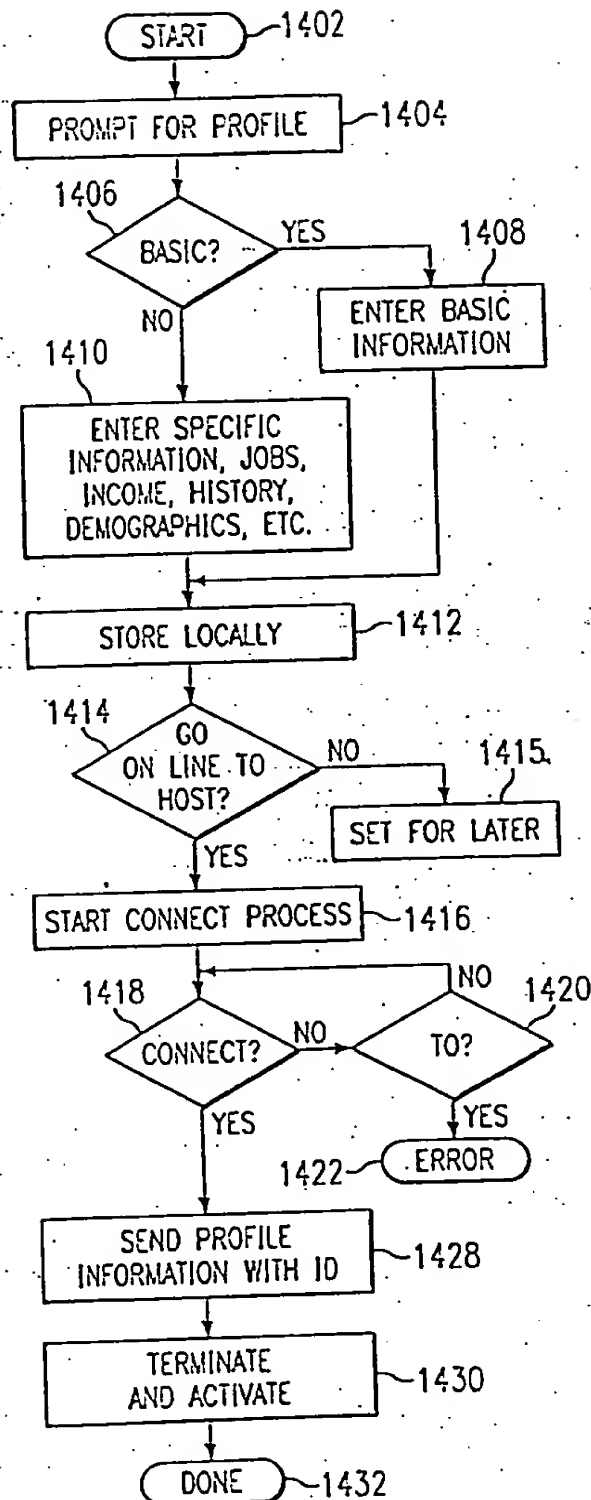 START
1402
PROMPT FOR PROFILE
1404
1406
BASIC?
YES
1408
NO
ENTER BASIC
INFORMATION
1410
ENTER SPECIFIC
INFORMATION, JOBS,
INCOME, HISTORY,
DEMOGRAPHICS, ETC.
STORE LOCALLY
1412
1414
GO
ON LINE TO
HOST?
NO
1415
SET FOR LATER
YES
START CONNECT PROCESS
1416
1418
CONNECT?
NO
TO?
NO
1420
YES
YES
1422
ERROR
SEND PROFILE
INFORMATION WITH ID
1428
TERMINATE
AND ACTIVATE
1430
DONE
1432